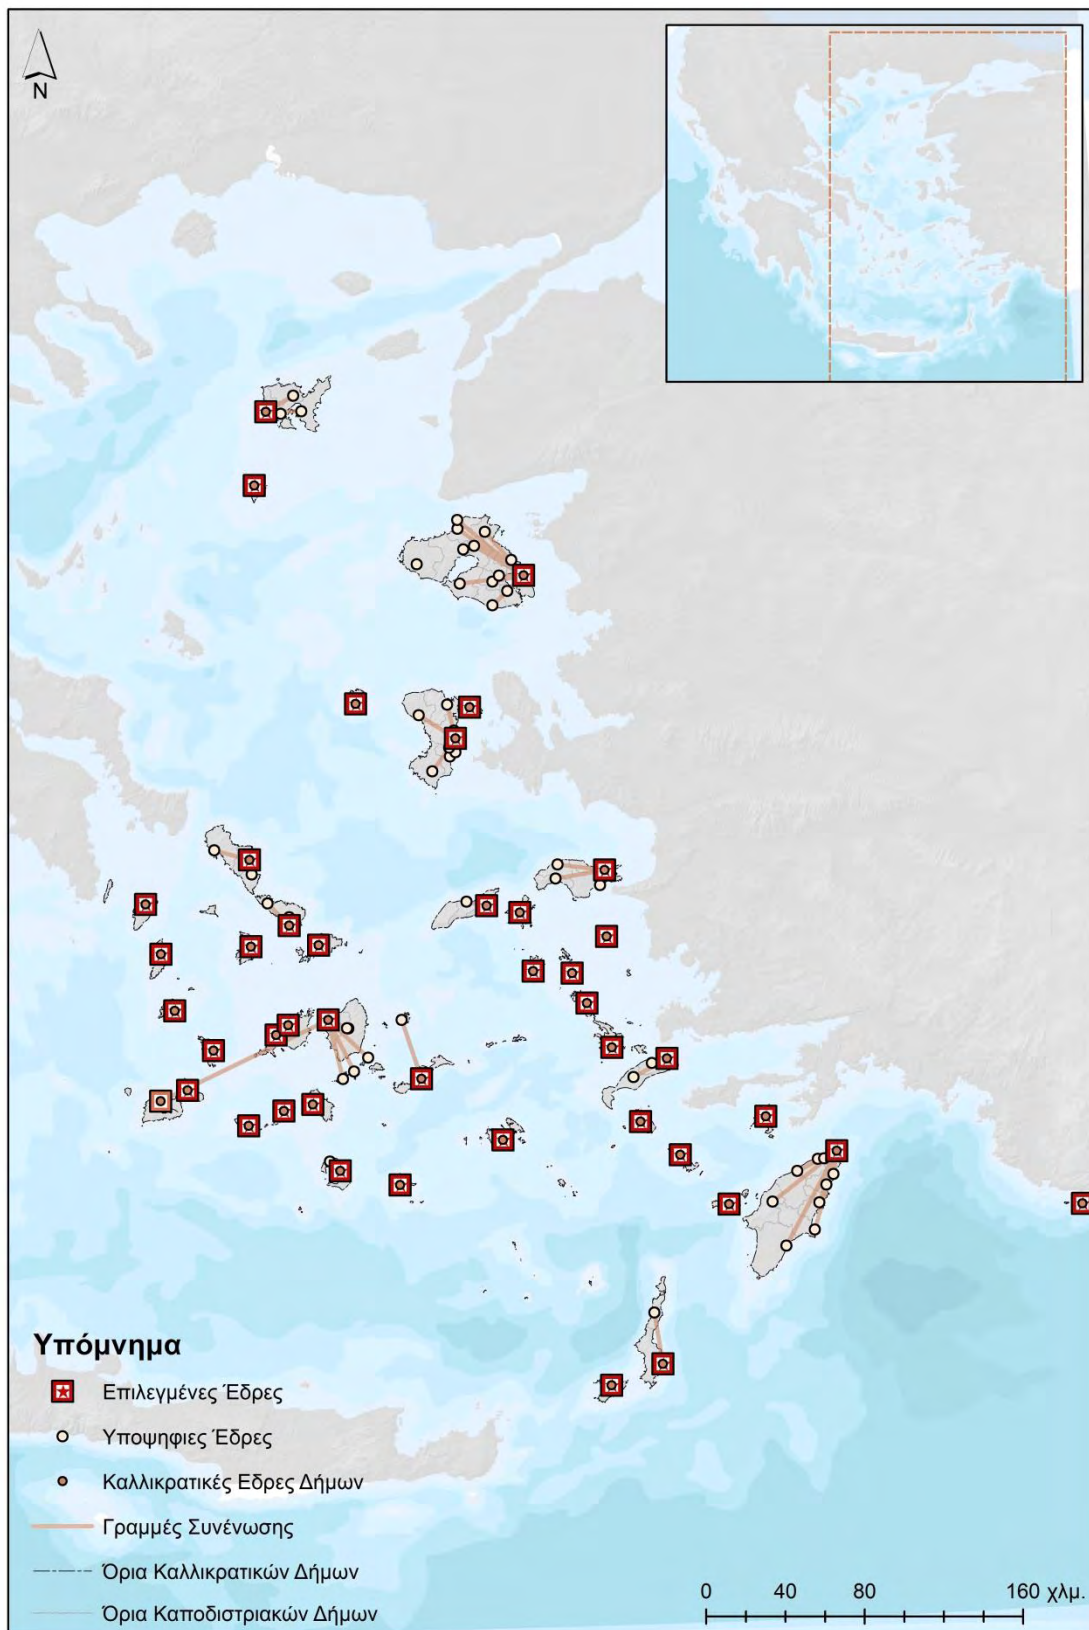 N
Υπόμνημα
Επιλεγμένες Έδρες
Υποψηφιες Έδρες
Καλλικρατικές Εδρες Δήμων
Γραμμές Συνένωσης
Όρια Καλλικρατικών Δήμων
Όρια Καποδιστριακών Δήμων
0 40 80 160 χλμ.